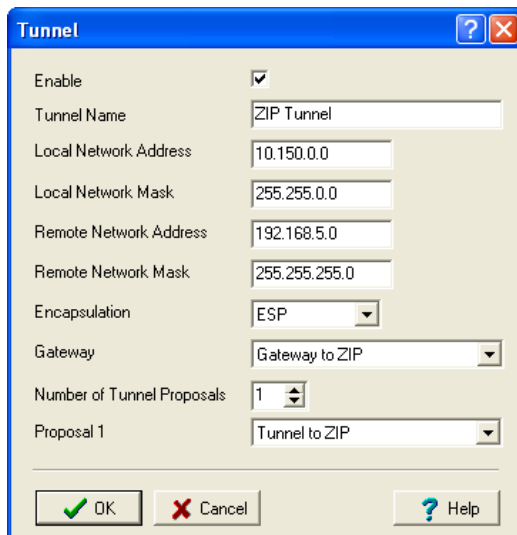 Tunnel
Enable
Tunnel Name ZIP Tunnel
Local Network Address 10.150.0.0
Local Network Mask 255.255.0.0
Remote Network Address 192.168.5.0
Remote Network Mask 255.255.255.0
Encapsulation ESP
Gateway Gateway to ZIP
Number of Tunnel Proposals 1
Proposal 1 Tunnel to ZIP
OK Cancel ? Help